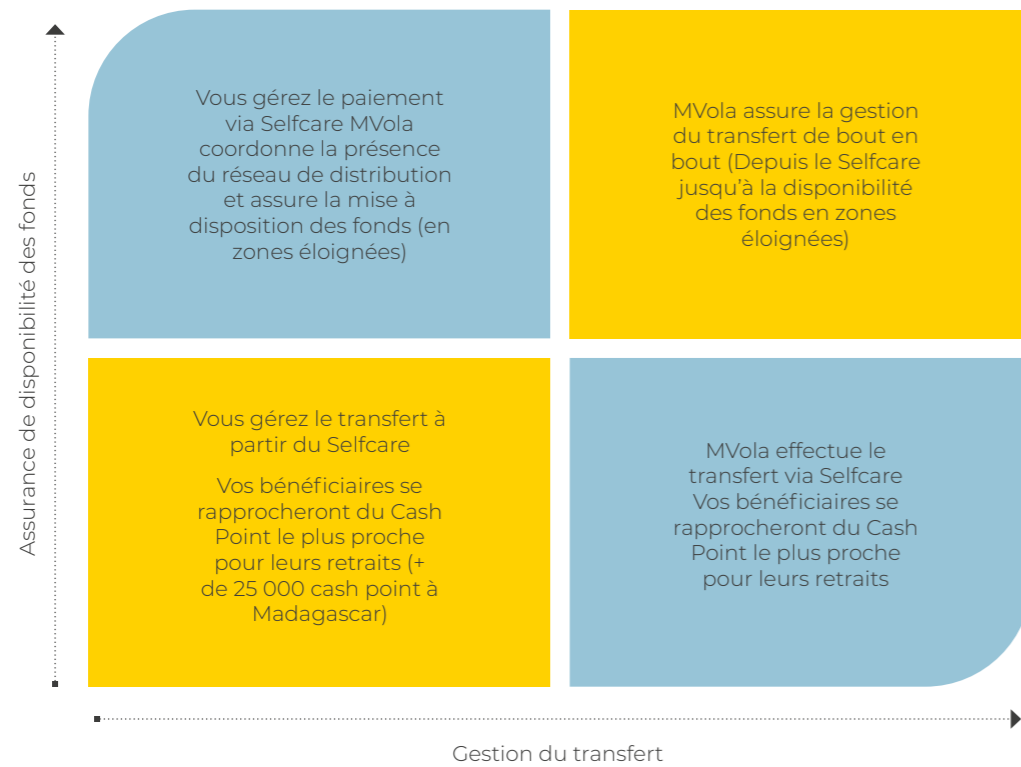 Assurance de disponibilité des fonds
Vous gérez le paiement
via Selfcare MVola
coordonne la présence
du réseau de distribution
et assure la mise à
disposition des fonds (en
zones éloignées)
MVola assure la gestion
du transfert de bout en
bout (Depuis le Selfcare
jusqu'à la disponibilité
des fonds en zones
éloignées)
Vous gérez le transfert à
partir du Selfcare
Vos bénéficiaires se
rapprocheront du Cash
Point le plus proche
pour leurs retraits (+
de 25 000 cash point à
Madagascar)
MVola effectue le
transfert via Selfcare
Vos bénéficiaires se
rapprocheront du Cash
Point le plus proche
pour leurs retraits
Gestion du transfert